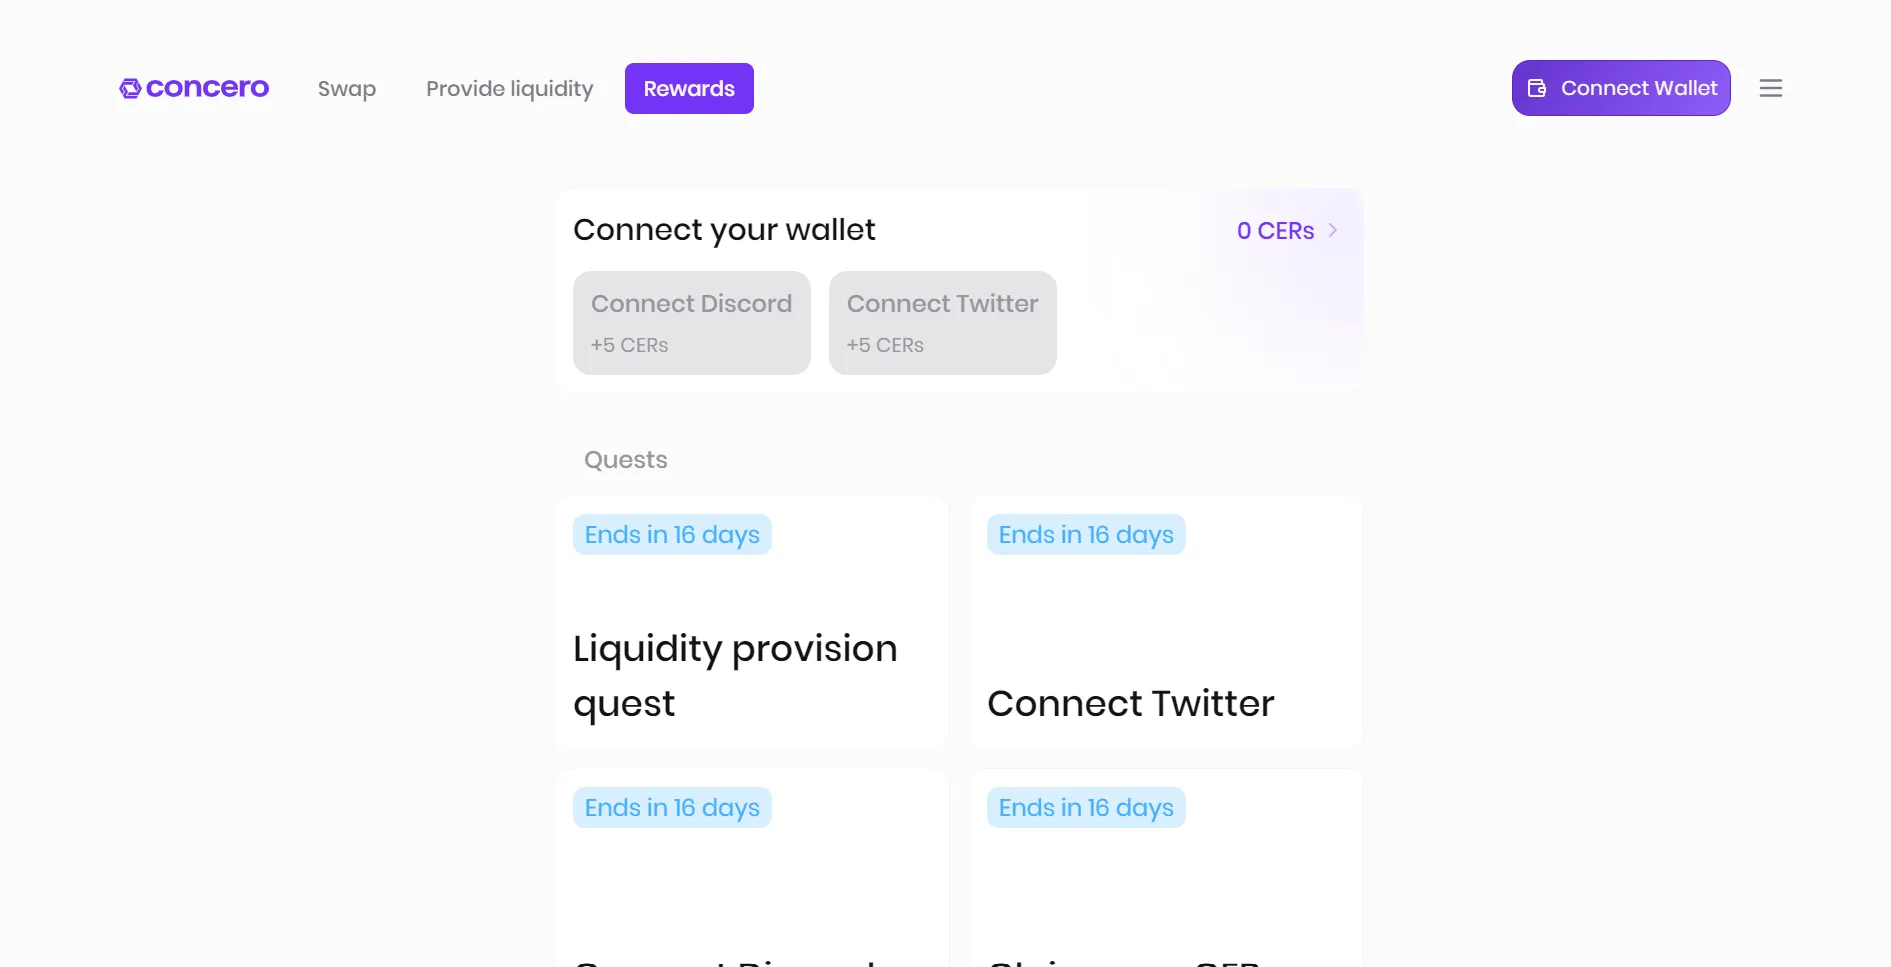 concero
Swap
Provide liquidity
Rewards
Connect Wallet
Connect your wallet
0 CERs
Connect Discord
+5 CERs
Connect Twitter
+5 CERs
Quests
Ends in 16 days
Liquidity provision
quest
Ends in 16 days
Connect Twitter
Ends in 16 days
Connect Discord
Ends in 16 days